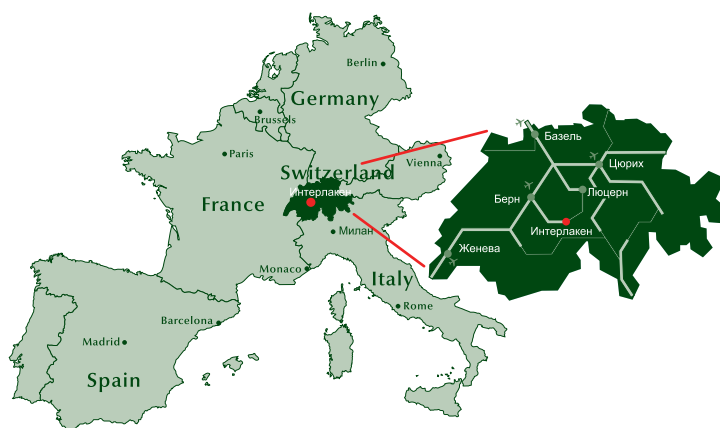 Berlin
Germany
Brussels
Paris
Vienna
Switzerland
Интерлакен
France
Милан
Monaco
Italy
Rome
Barcelona
Madrid
Spain
Базель
Цюрих
Берн
Люцерн
Интерлакен
Женева